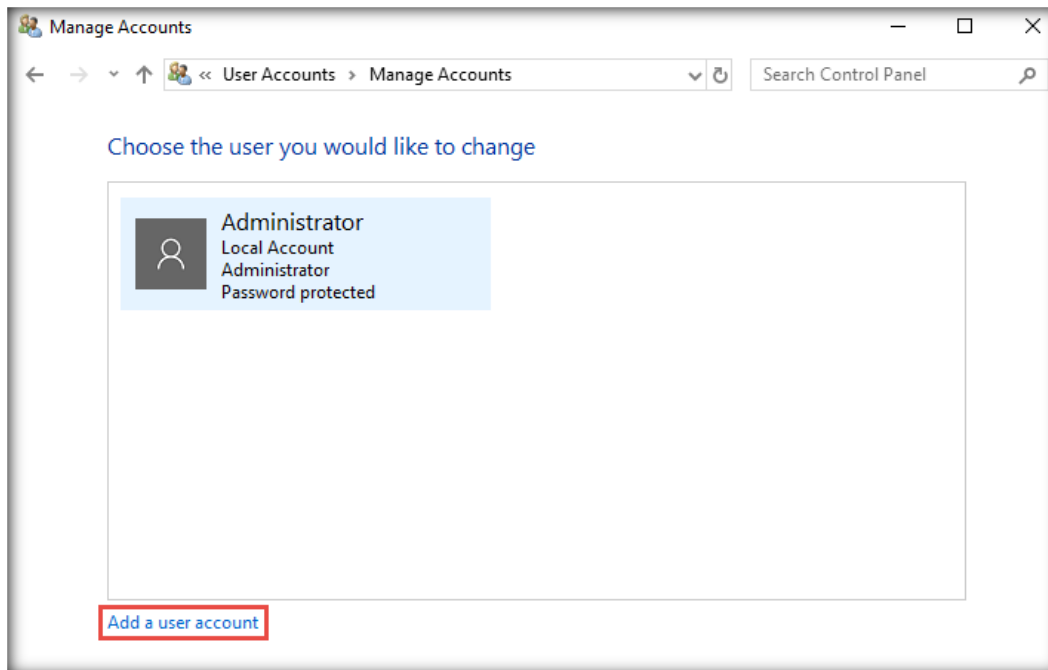 Manage Accounts
« User Accounts > Manage Accounts
Search Control Panel
Choose the user you would like to change
Administrator
Local Account
Administrator
Password protected
Add a user account